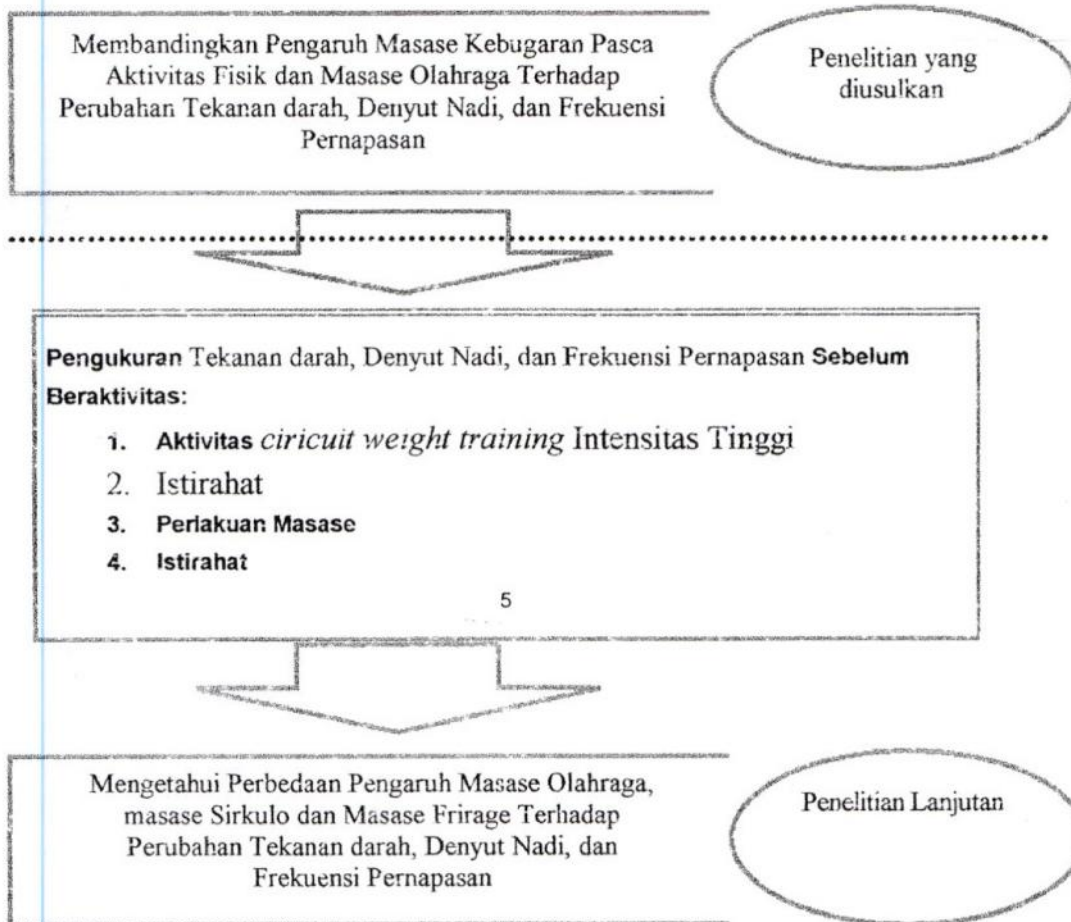 Membandingkan Pengaruh Masase Kebugaran Pasca
Aktivitas Fisik dan Masase Olahraga Terhadap
Perubahan Tekanan darah, Denyut Nadi, dan Frekuensi
Pernapasan
Penelitian yang
diusulkan
Pengukuran Tekanan darah, Denyut Nadi, dan Frekuensi Pernapasan Sebelum
Beraktivitas:
1. Aktivitas ciricuit weight training Intensitas Tinggi
2. Istirahat
3. Perlakuan Masase
4. Istirahat
5
Mengetahui Perbedaan Pengaruh Masase Olahraga,
masase Sirkulo dan Masase Frirage Terhadap
Perubahan Tekanan darah, Denyut Nadi, dan
Frekuensi Pernapasan
Penelitian Lanjutan